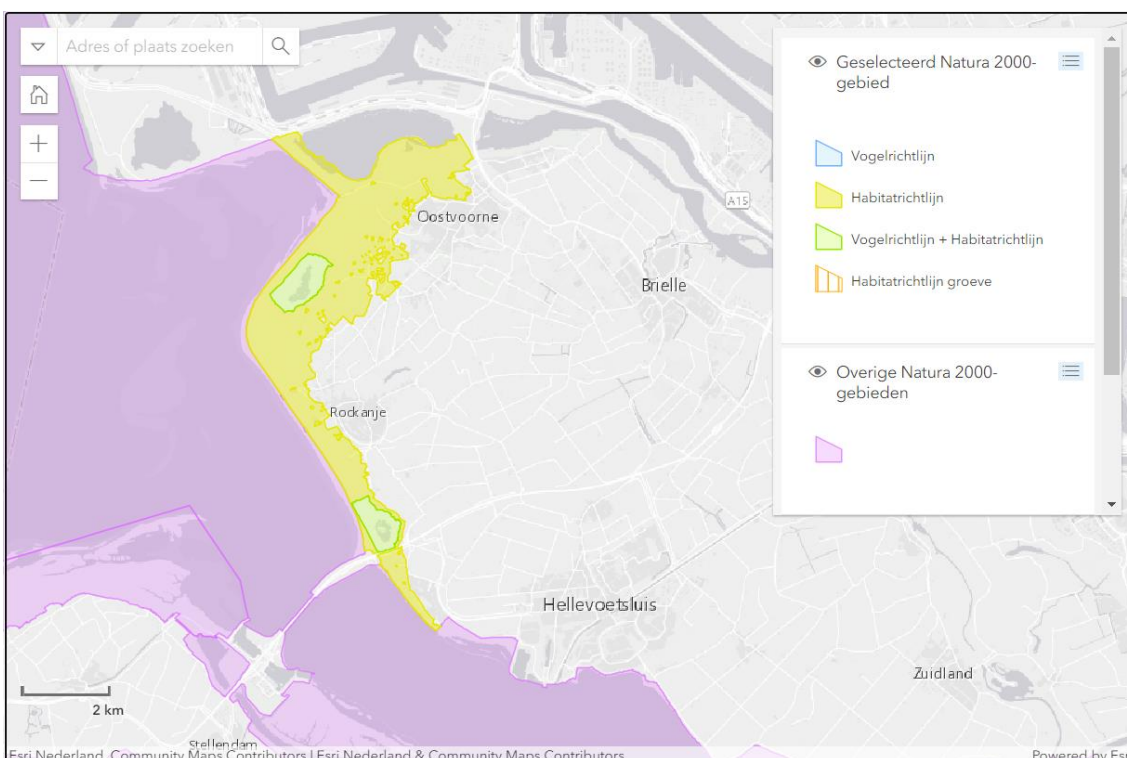 Adres of plaats zoeken
Geselecteerd Natura 2000-
gebied
Vogelrichtlijn
Habitatrichtlijn
Vogelrichtlijn + Habitatrichtlijn
Habitatrichtlijn groeve
Overige Natura 2000-
gebieden
A15
Oostvoorne
Brielle
Rockanje
Hellevoetsluis
Zuidland
2 km
Stellendam
Esri Nederland, Community Maps Contributors | Esri Nederland & Community Maps Contributors
Powered by Esri